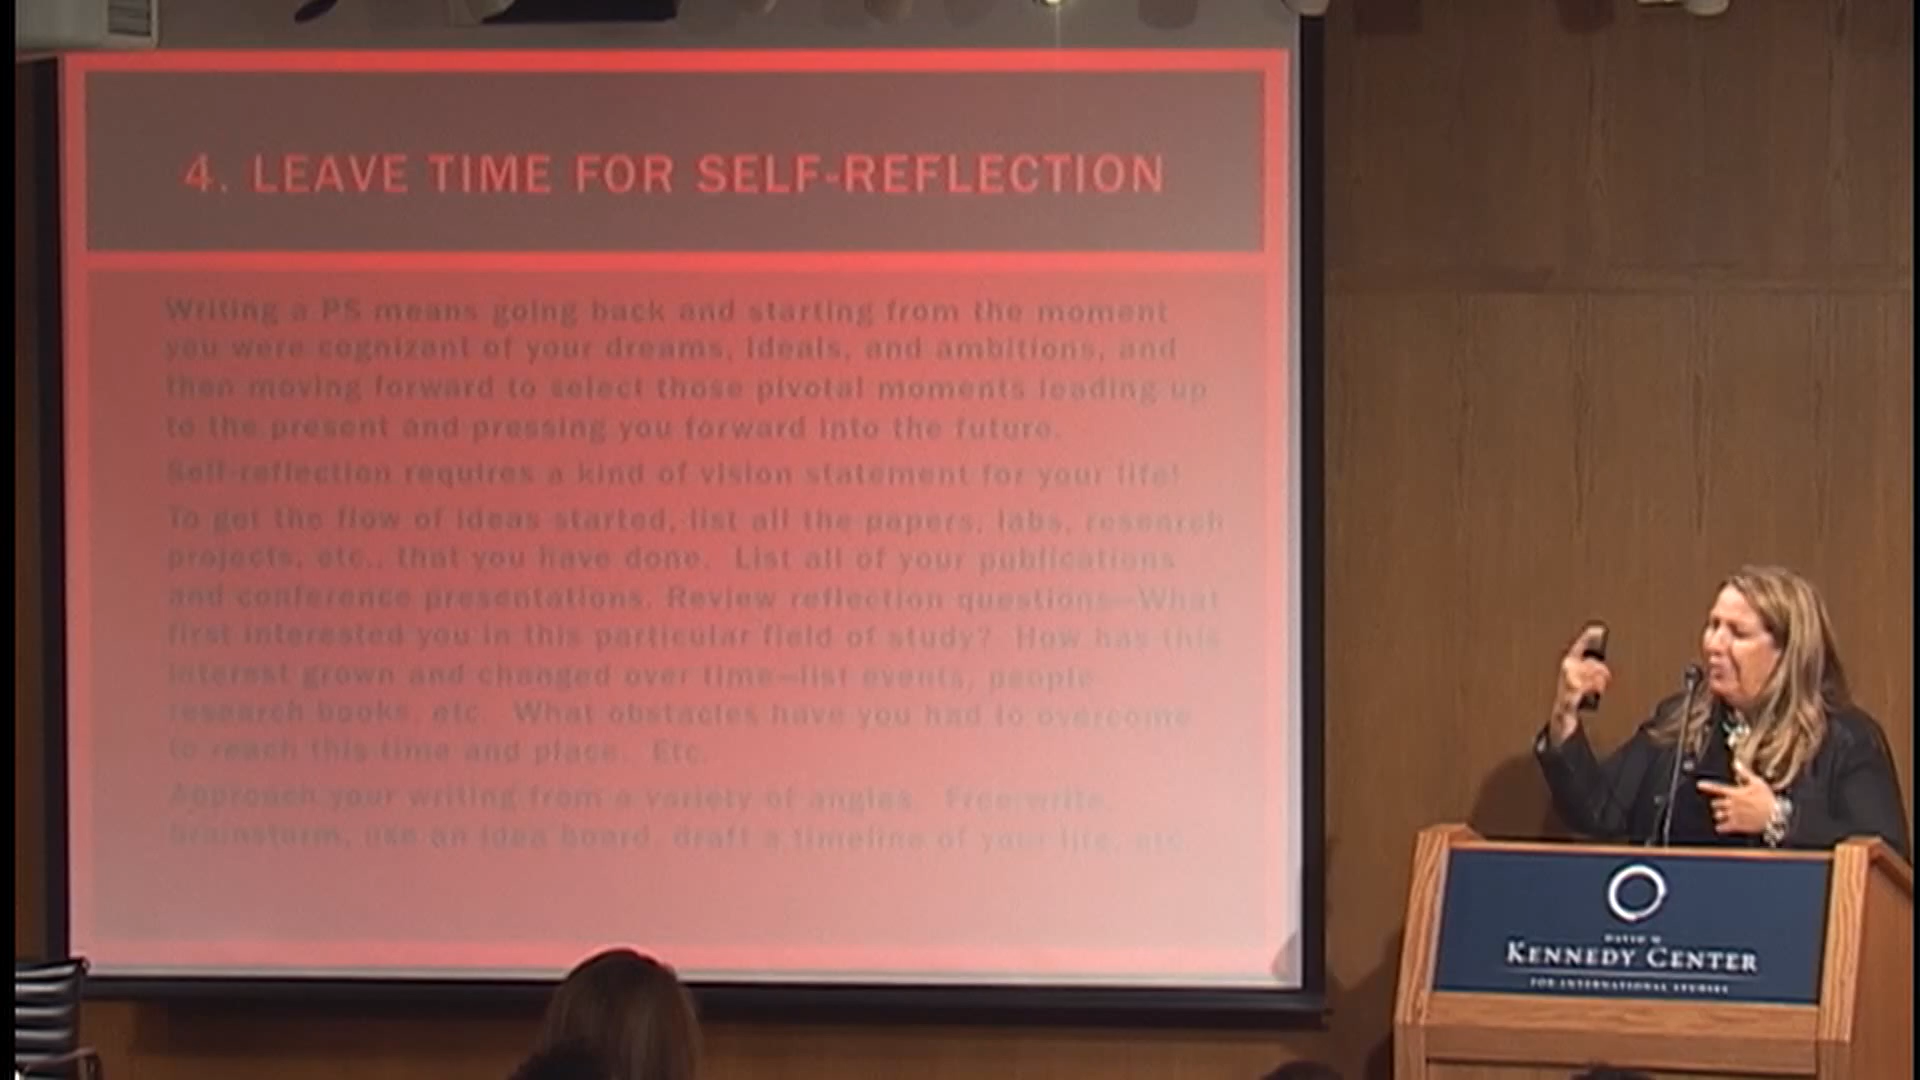 4. LEAVE TIME FOR SELF-REFLECTION
Writing a PS means going back and starting from the moment
you were cognizant of your dreams, ideals, and ambitions, and
then moving forward to select those pivotal moments leading up
to the present and pressing you forward into the future.
Self-reflection requires a kind of vision statement for your life!
To get the flow of ideas started, list all the papers, labs, research
projects, etc., that you have done. List all of your publications
and conference presentations. Review reflection questions—What
first interested you in this particular field of study? How has this
interest grown and changed over time—list events, people
research books, etc. What obstacles have you had to overcome
to reach this time and place. Etc.
Approach your writing from a variety of angles. Free write,
brainstorm, use an idea board, draft a timeline of your life, etc.
DAVID M.
KENNEDY CENTER
FOR INTERNATIONAL STUDIES